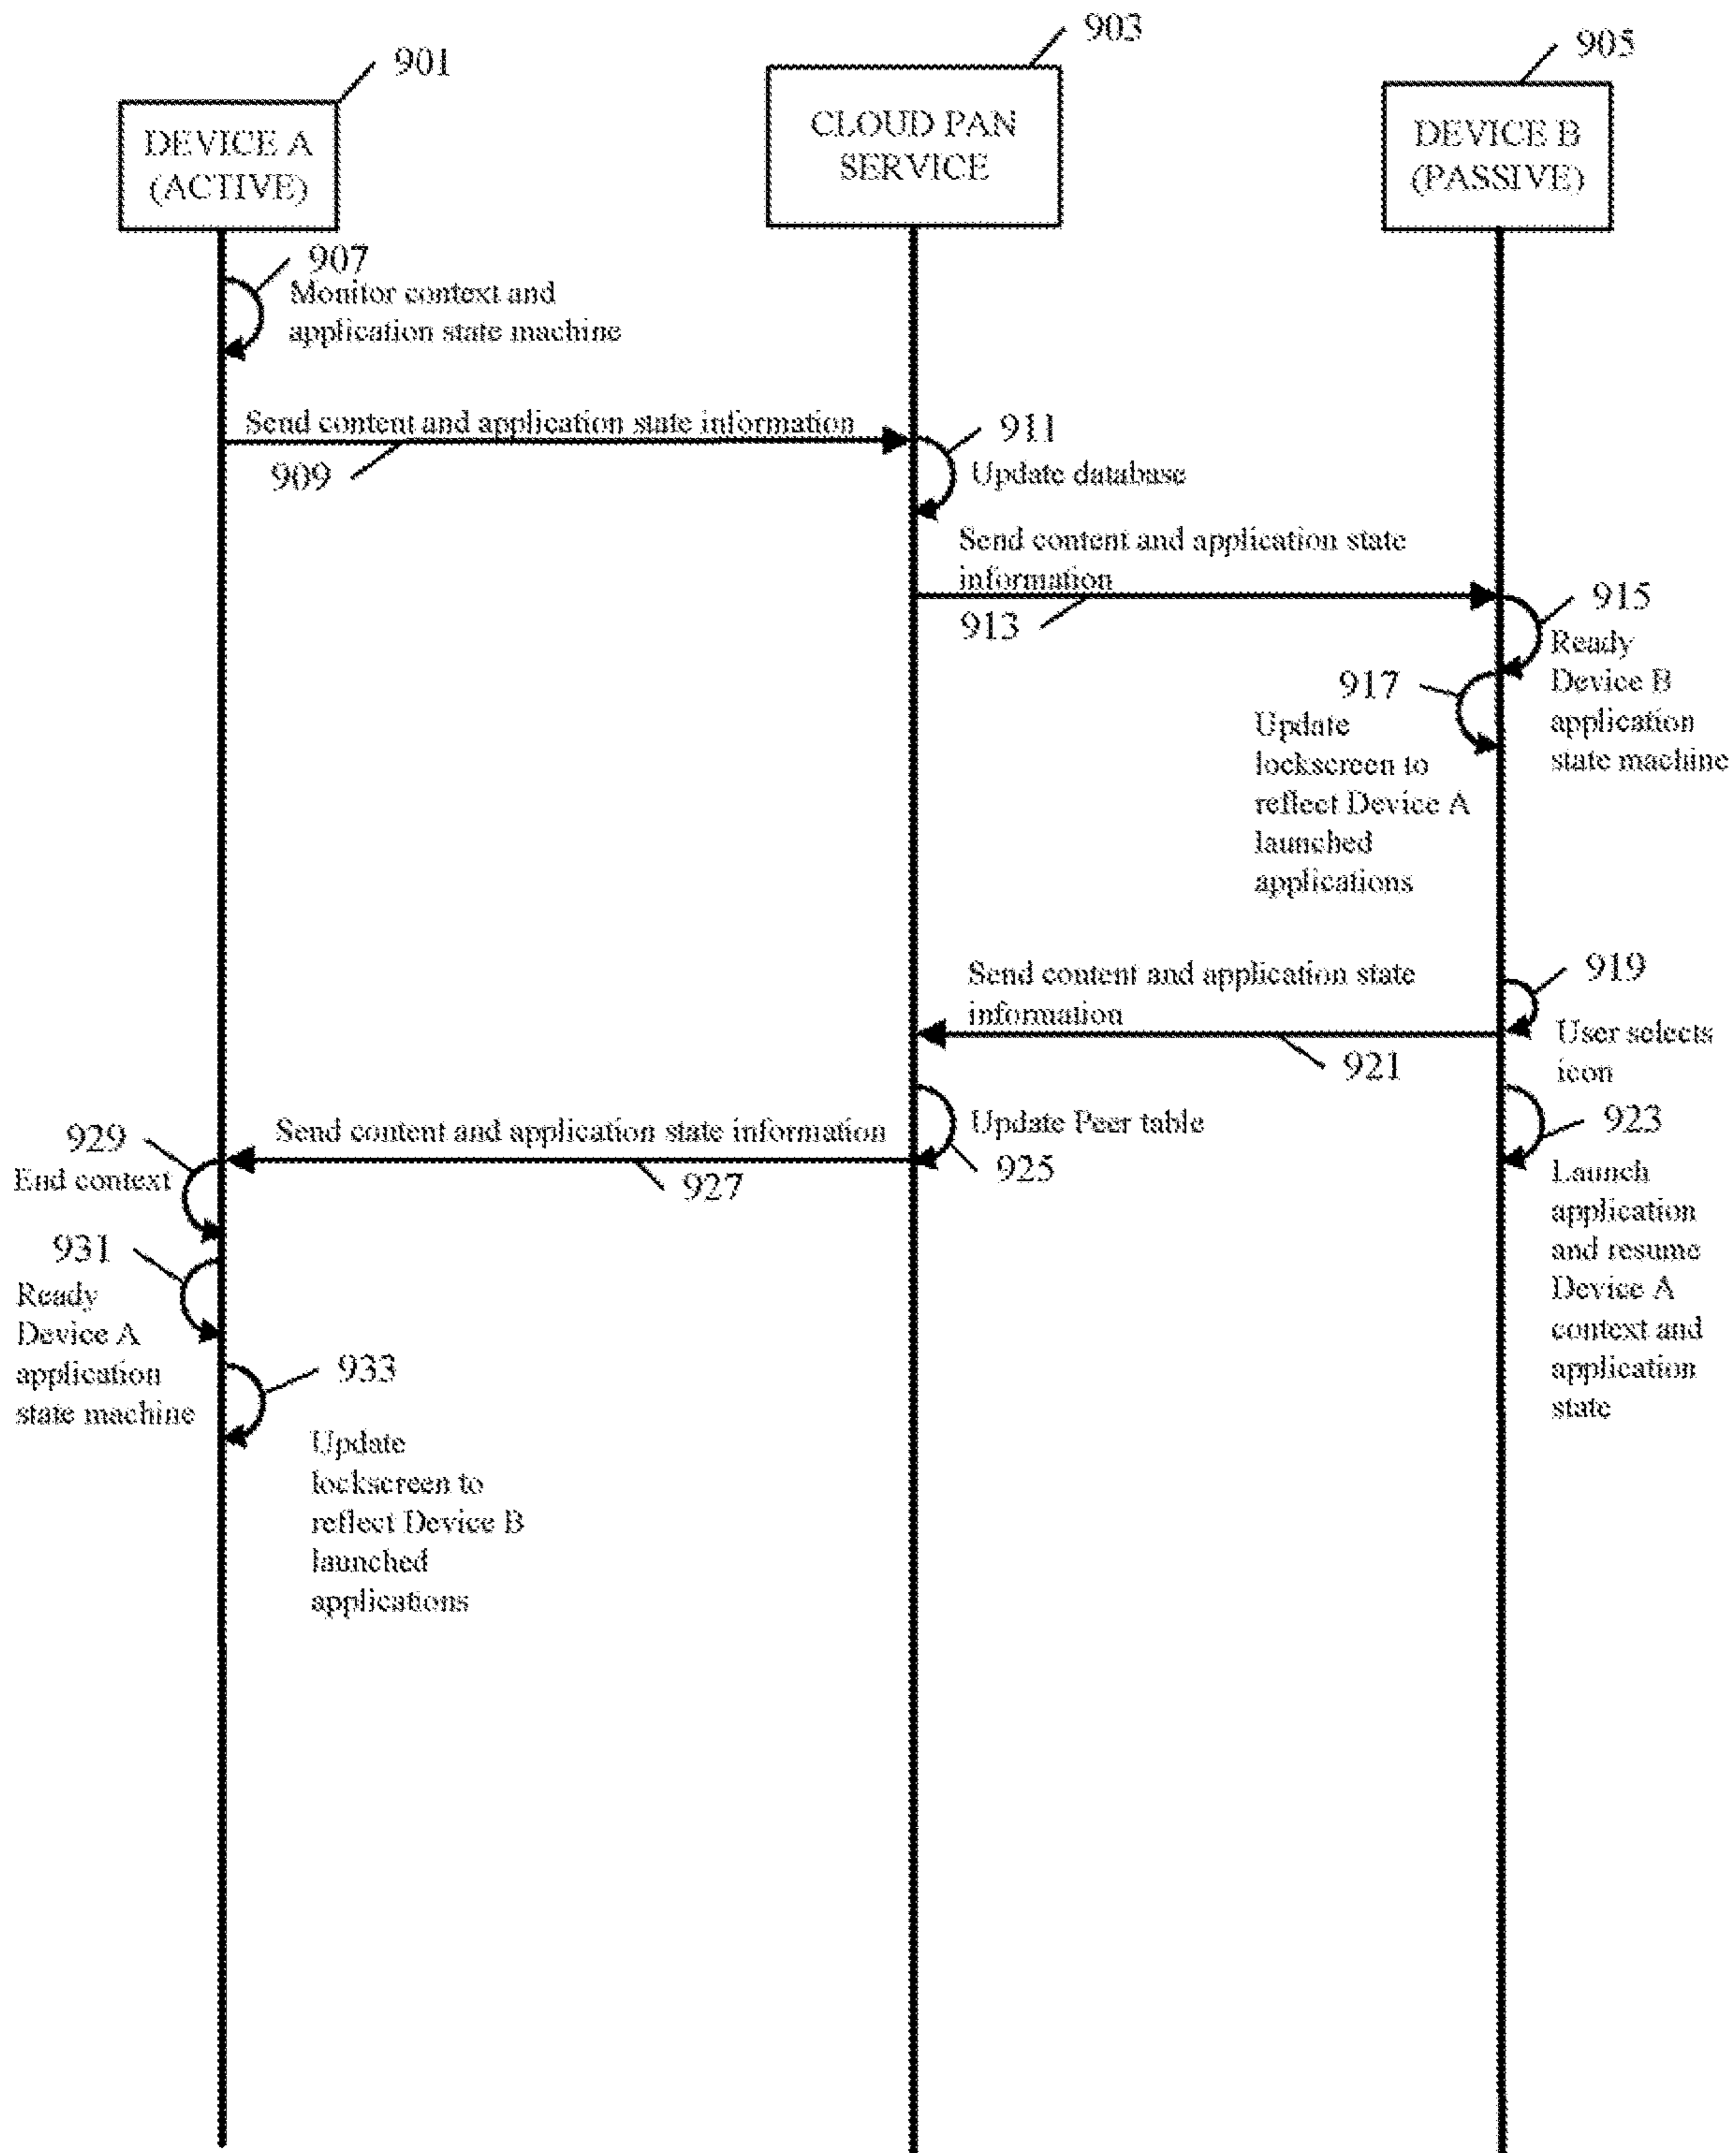 901
903
905
DEVICE A
(ACTIVE)
CLOUD PAN
SERVICE
DEVICE B
(PASSIVE)
907
Monitor context and
application state machine
Send content and application state information
909
911
Update database
Send content and application state
information
913
915
Ready
Device B
application
state machine
917
Update
lockscreen to
reflect Device A
launched
applications
919
User selects
icon
Send content and application state
information
921
923
Launch
application
and resume
Device A
context and
application
state
Update Peer table
925
Send content and application state information
927
929
End context
931
Ready
Device A
application
state machine
933
Update
lockscreen to
reflect Device B
launched
applications